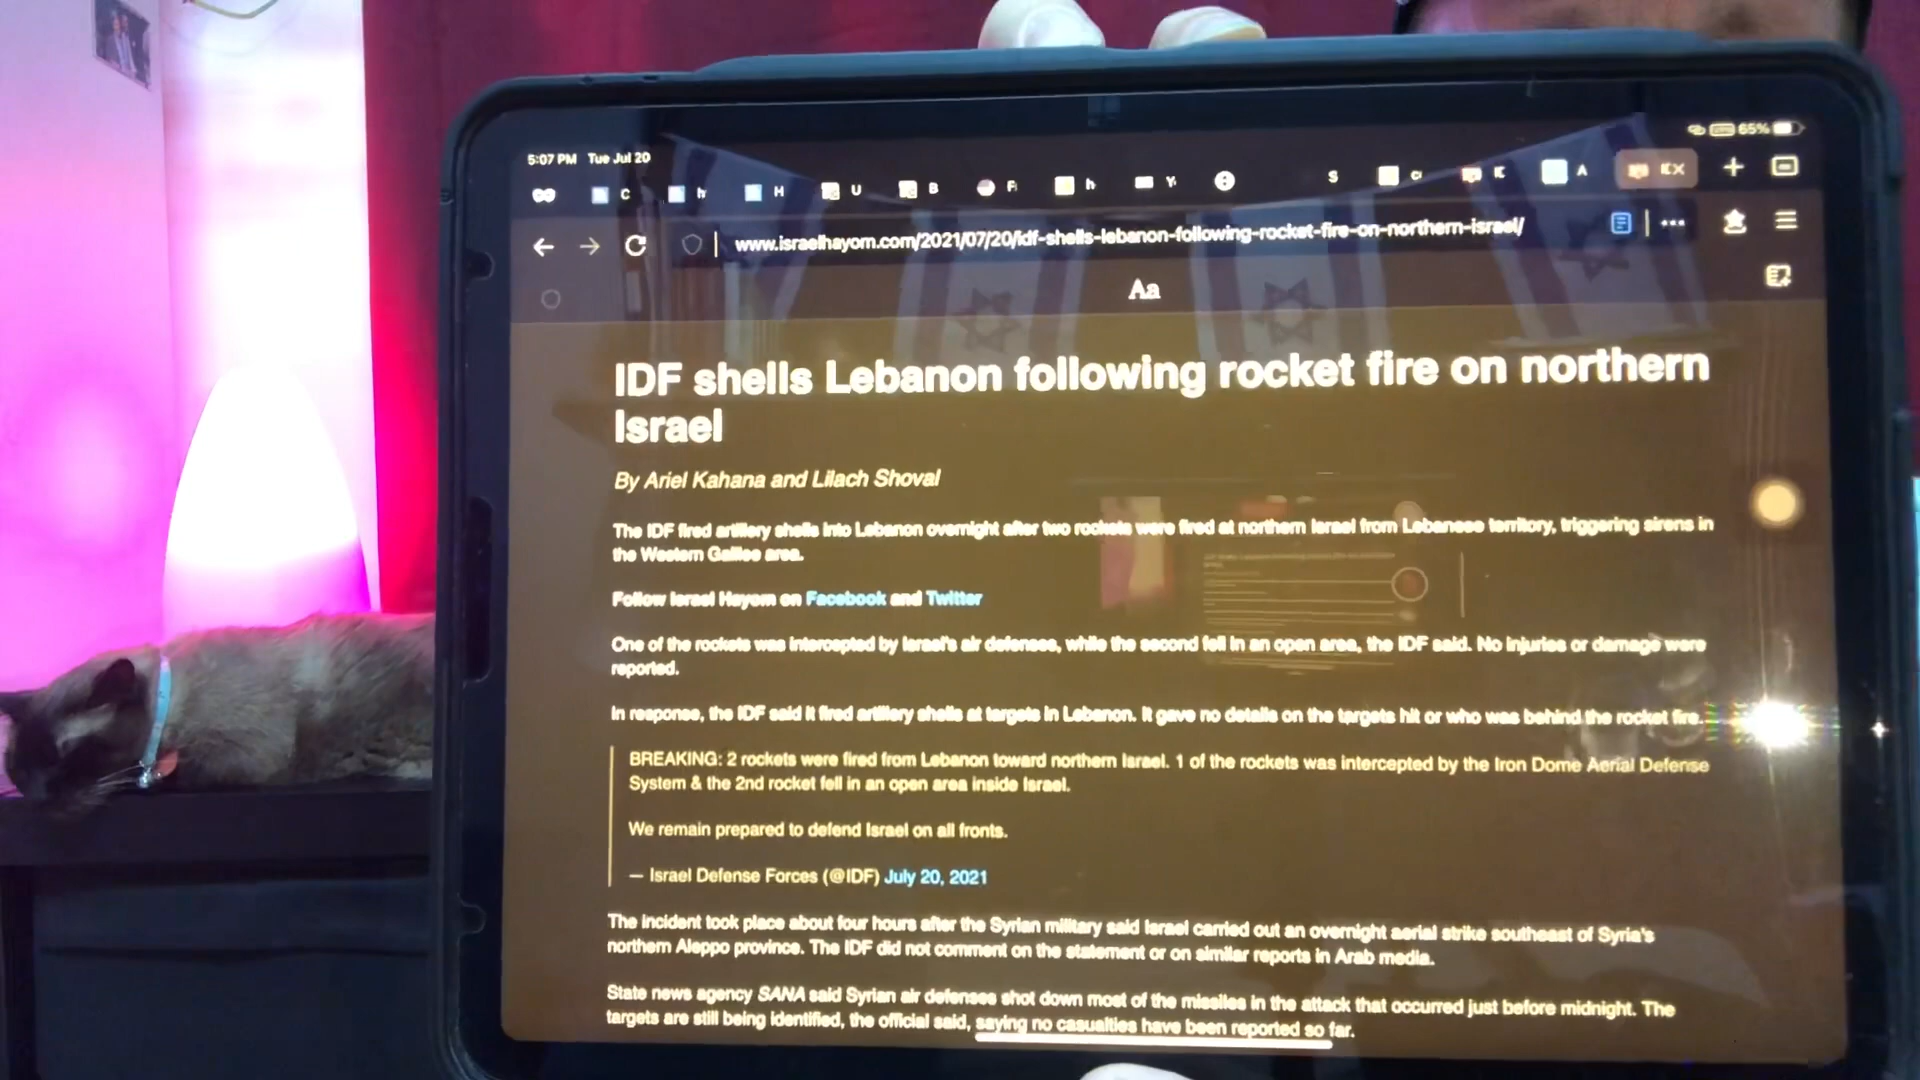 5:07 PM Tue Jul 20
65%
C h H U B F h Y S C K A K X
www.israelhayom.com/2021/07/20/idf-shells-lebanon-following-rocket-fire-on-northern-israel/
Aa
IDF shells Lebanon following rocket fire on northern
Israel
By Ariel Kahana and Lilach Shoval
The IDF fired artillery shells into Lebanon overnight after two rockets were fired at northern Israel from Lebanese territory, triggering sirens in
the Western Galilee area.
Follow Israel Hayom on Facebook and Twitter
One of the rockets was intercepted by Israel's air defenses, while the second fell in an open area, the IDF said. No injuries or damage were
reported.
In response, the IDF said it fired artillery shells at targets in Lebanon. It gave no details on the targets hit or who was behind the rocket fire.
BREAKING: 2 rockets were fired from Lebanon toward northern Israel. 1 of the rockets was intercepted by the Iron Dome Aerial Defense
System & the 2nd rocket fell in an open area inside Israel.
We remain prepared to defend Israel on all fronts.
— Israel Defense Forces (@IDF) July 20, 2021
The incident took place about four hours after the Syrian military said Israel carried out an overnight aerial strike southeast of Syria's
northern Aleppo province. The IDF did not comment on the statement or on similar reports in Arab media.
State news agency SANA said Syrian air defenses shot down most of the missiles in the attack that occurred just before midnight. The
targets are still being identified, the official said, saying no casualties have been reported so far.